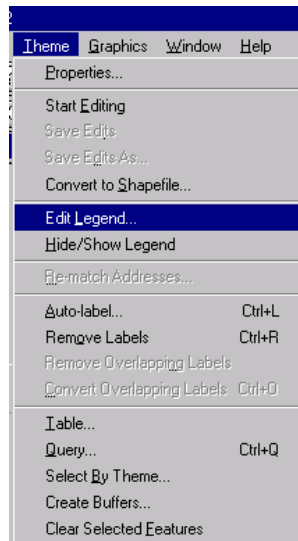 Theme Graphics Window Help
Properties...
Start Editing
Save Edits
Save Edits As...
Convert to Shapefile...
Edit Legend...
Hide/Show Legend
Re-match Addresses...
Auto-label... Ctrl+L
Remove Labels Ctrl+R
Remove Overlapping Labels
Convert Overlapping Labels Ctrl+O
Table...
Query... Ctrl+Q
Select By Theme...
Create Buffers...
Clear Selected Features